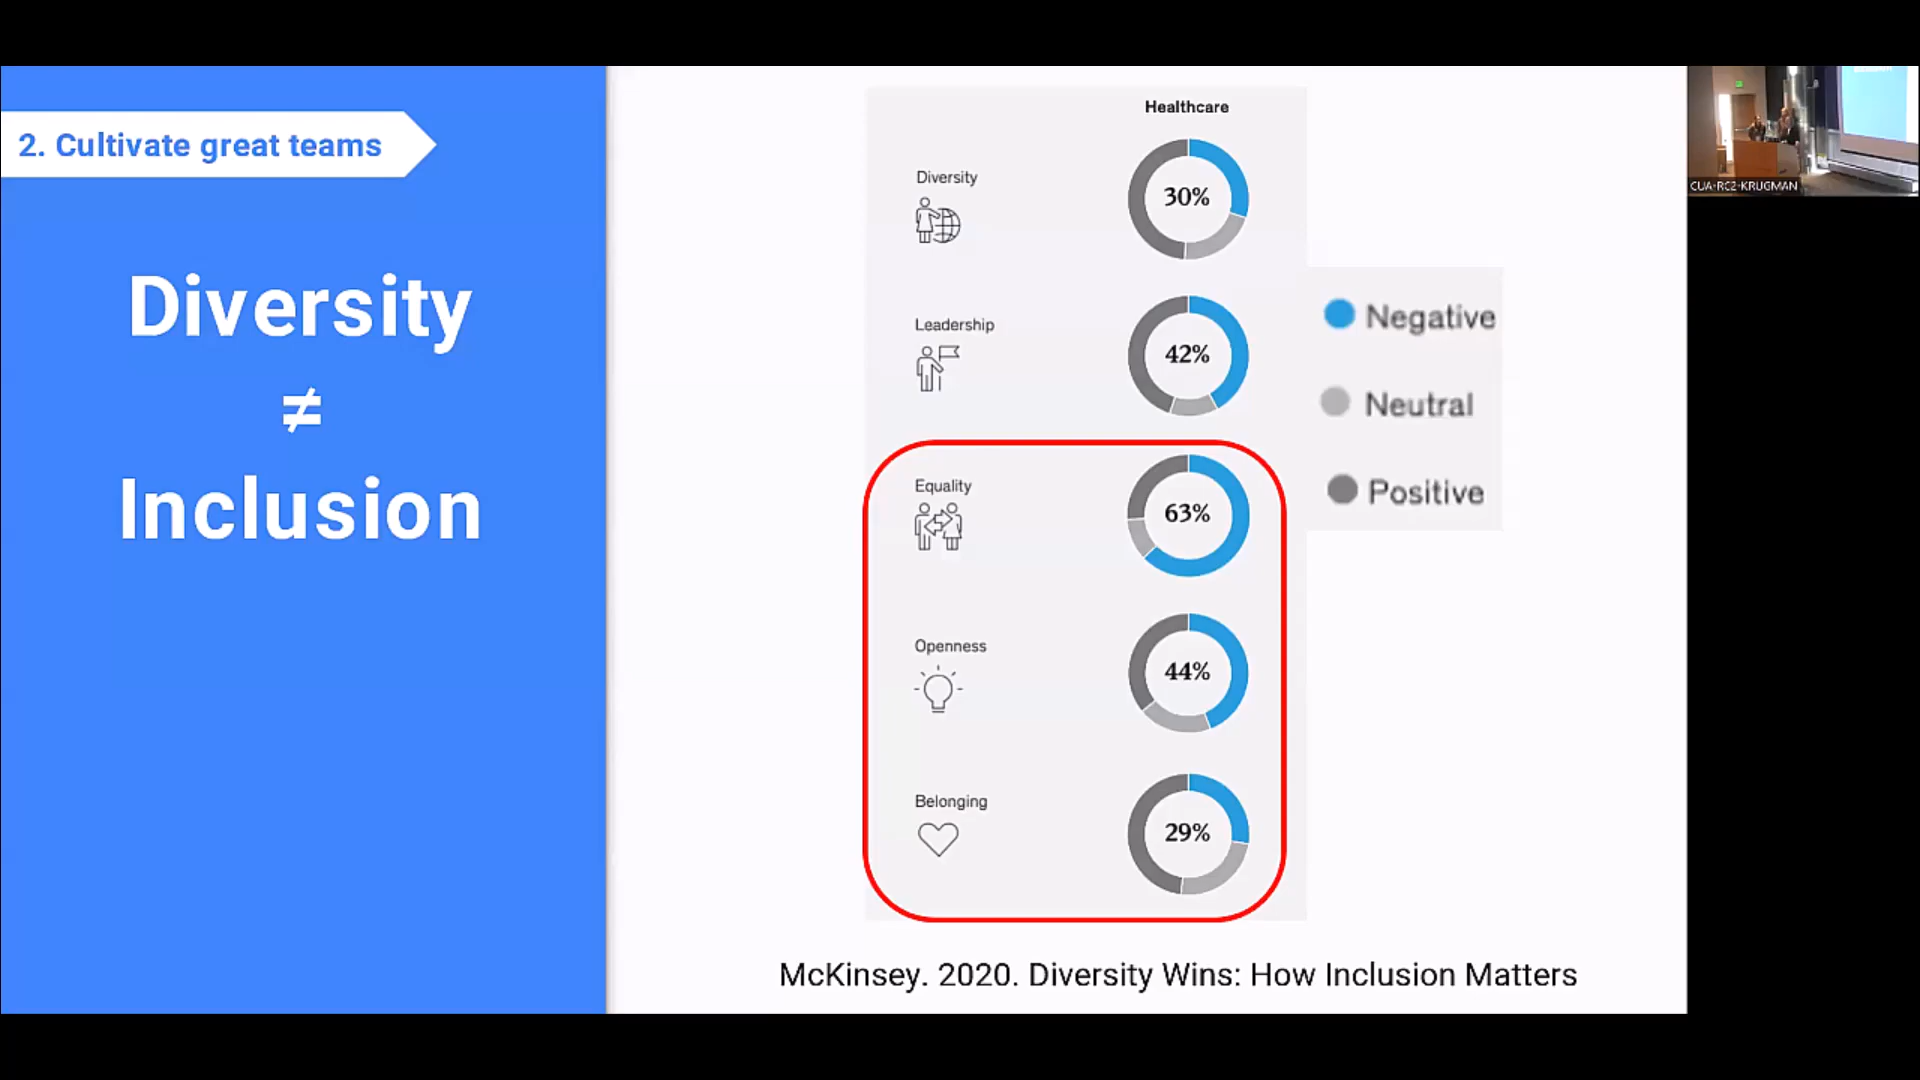 2. Cultivate great teams
Diversity
≠
Inclusion
Healthcare
Diversity
30%
Leadership
42%
Equality
63%
Openness
44%
Belonging
29%
Negative
Neutral
Positive
McKinsey. 2020. Diversity Wins: How Inclusion Matters
CUA-RC2-KRUGMAN